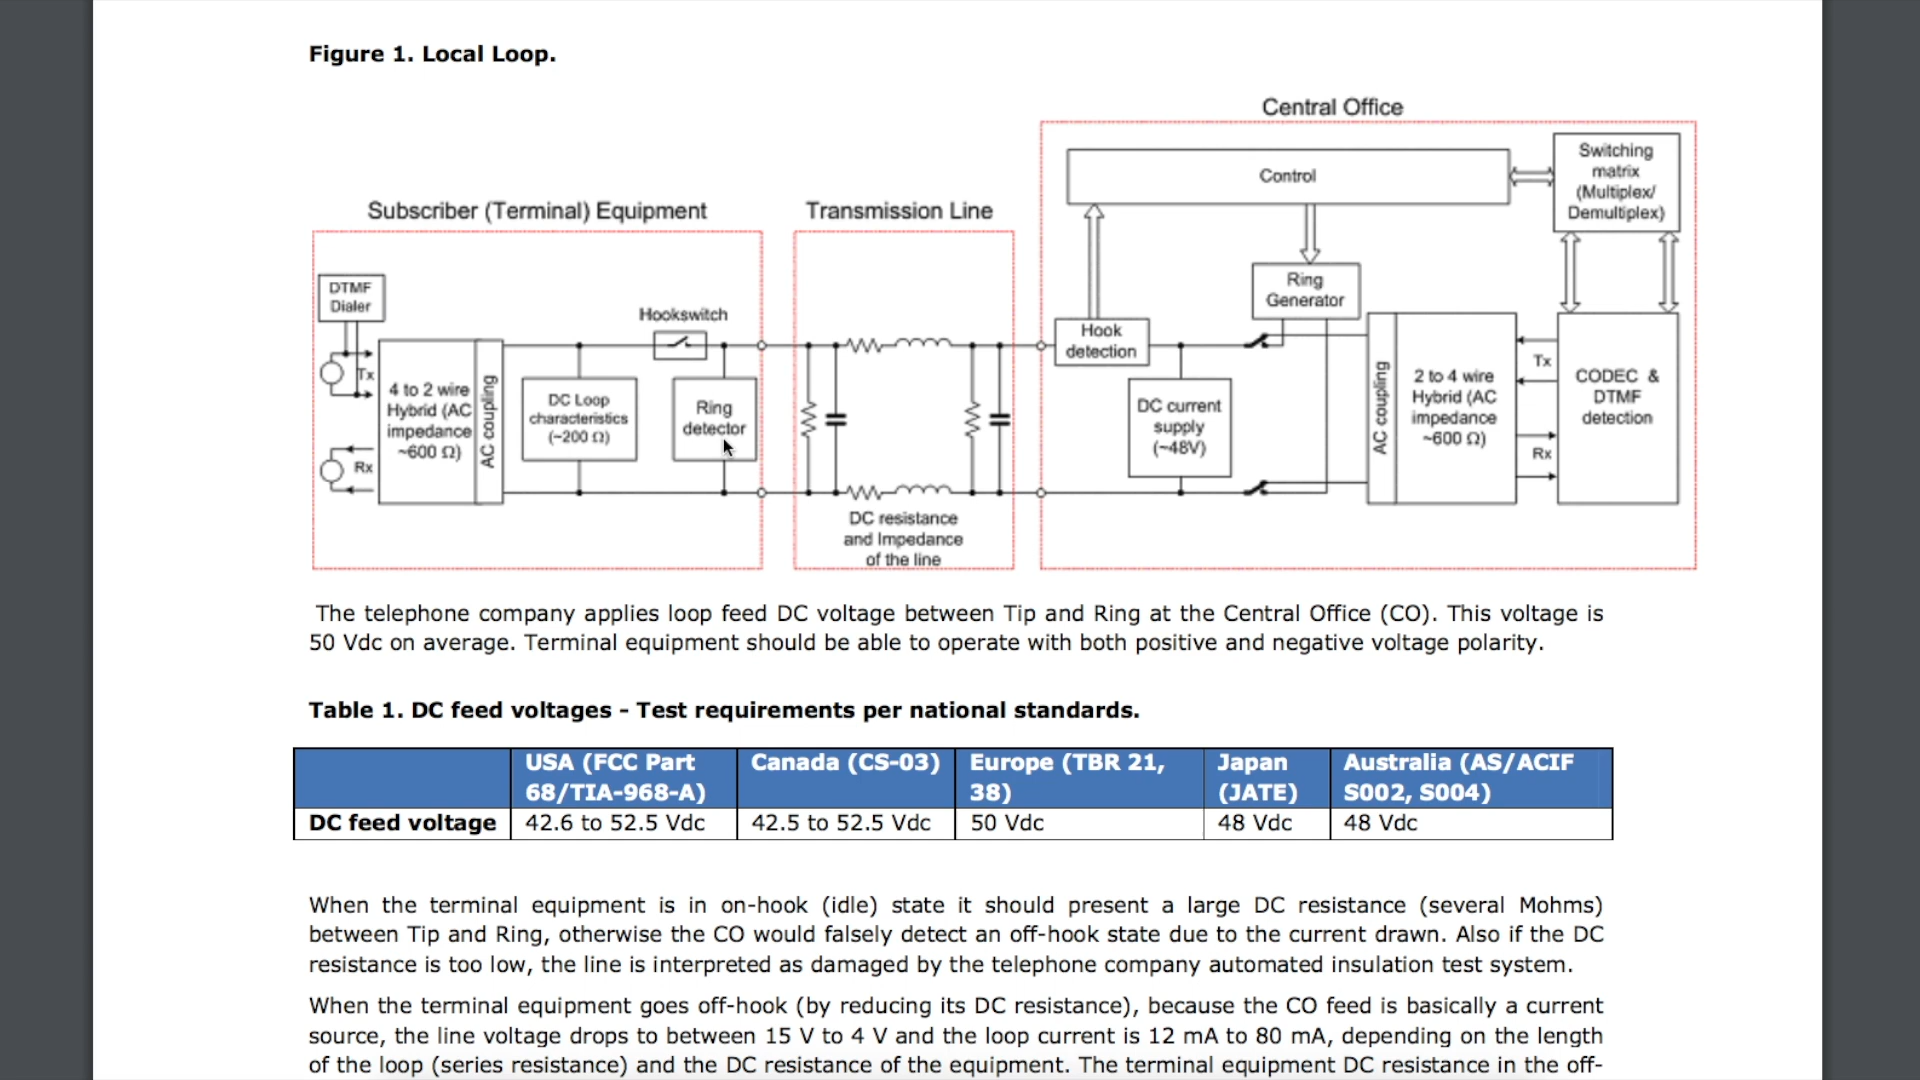 Figure 1. Local Loop.
Central Office
Switching
matrix
(Multiplex/
Demultiplex)
Control
Subscriber (Terminal) Equipment
Transmission Line
DTMF
Dialer
Ring
Generator
Hookswitch
Hook
detection
Tx
4 to 2 wire
Hybrid (AC
impedance
~600 Ω)
AC coupling
DC Loop
characteristics
(~200 Ω)
Ring
detector
DC current
supply
(~48V)
AC coupling
2 to 4 wire
Hybrid (AC
impedance
~600 Ω)
Tx
CODEC &
DTMF
detection
Rx
Rx
DC resistance
and Impedance
of the line
The telephone company applies loop feed DC voltage between Tip and Ring at the Central Office (CO). This voltage is
50 Vdc on average. Terminal equipment should be able to operate with both positive and negative voltage polarity.
Table 1. DC feed voltages - Test requirements per national standards.
USA (FCC Part
68/TIA-968-A)
Canada (CS-03)
Europe (TBR 21,
38)
Japan
(JATE)
Australia (AS/ACIF
S002, S004)
DC feed voltage
42.6 to 52.5 Vdc
42.5 to 52.5 Vdc
50 Vdc
48 Vdc
48 Vdc
When the terminal equipment is in on-hook (idle) state it should present a large DC resistance (several Mohms)
between Tip and Ring, otherwise the CO would falsely detect an off-hook state due to the current drawn. Also if the DC
resistance is too low, the line is interpreted as damaged by the telephone company automated insulation test system.
When the terminal equipment goes off-hook (by reducing its DC resistance), because the CO feed is basically a current
source, the line voltage drops to between 15 V to 4 V and the loop current is 12 mA to 80 mA, depending on the length
of the loop (series resistance) and the DC resistance of the equipment. The terminal equipment DC resistance in the off-